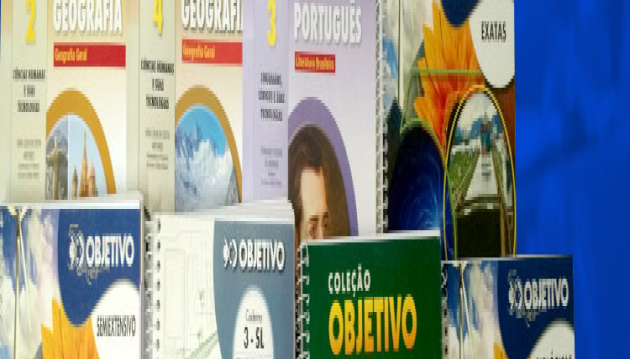 2
GEOGRAFIA
Geografia Geral
CIÊNCIAS HUMANAS
E SUAS
TECNOLOGIAS
4
GEOGRAFIA
Geografia Geral
CIÊNCIAS HUMANAS
E SUAS
TECNOLOGIAS
3
PORTUGUÊS
Literatura Brasileira
LINGUAGENS,
CÓDIGOS E SUAS
TECNOLOGIAS
EXATAS
OBJETIVO
SEMIEXTENSIVO
OBJETIVO
Caderno
3 - SL
COLEÇÃO
OBJETIVO
OBJETIVO